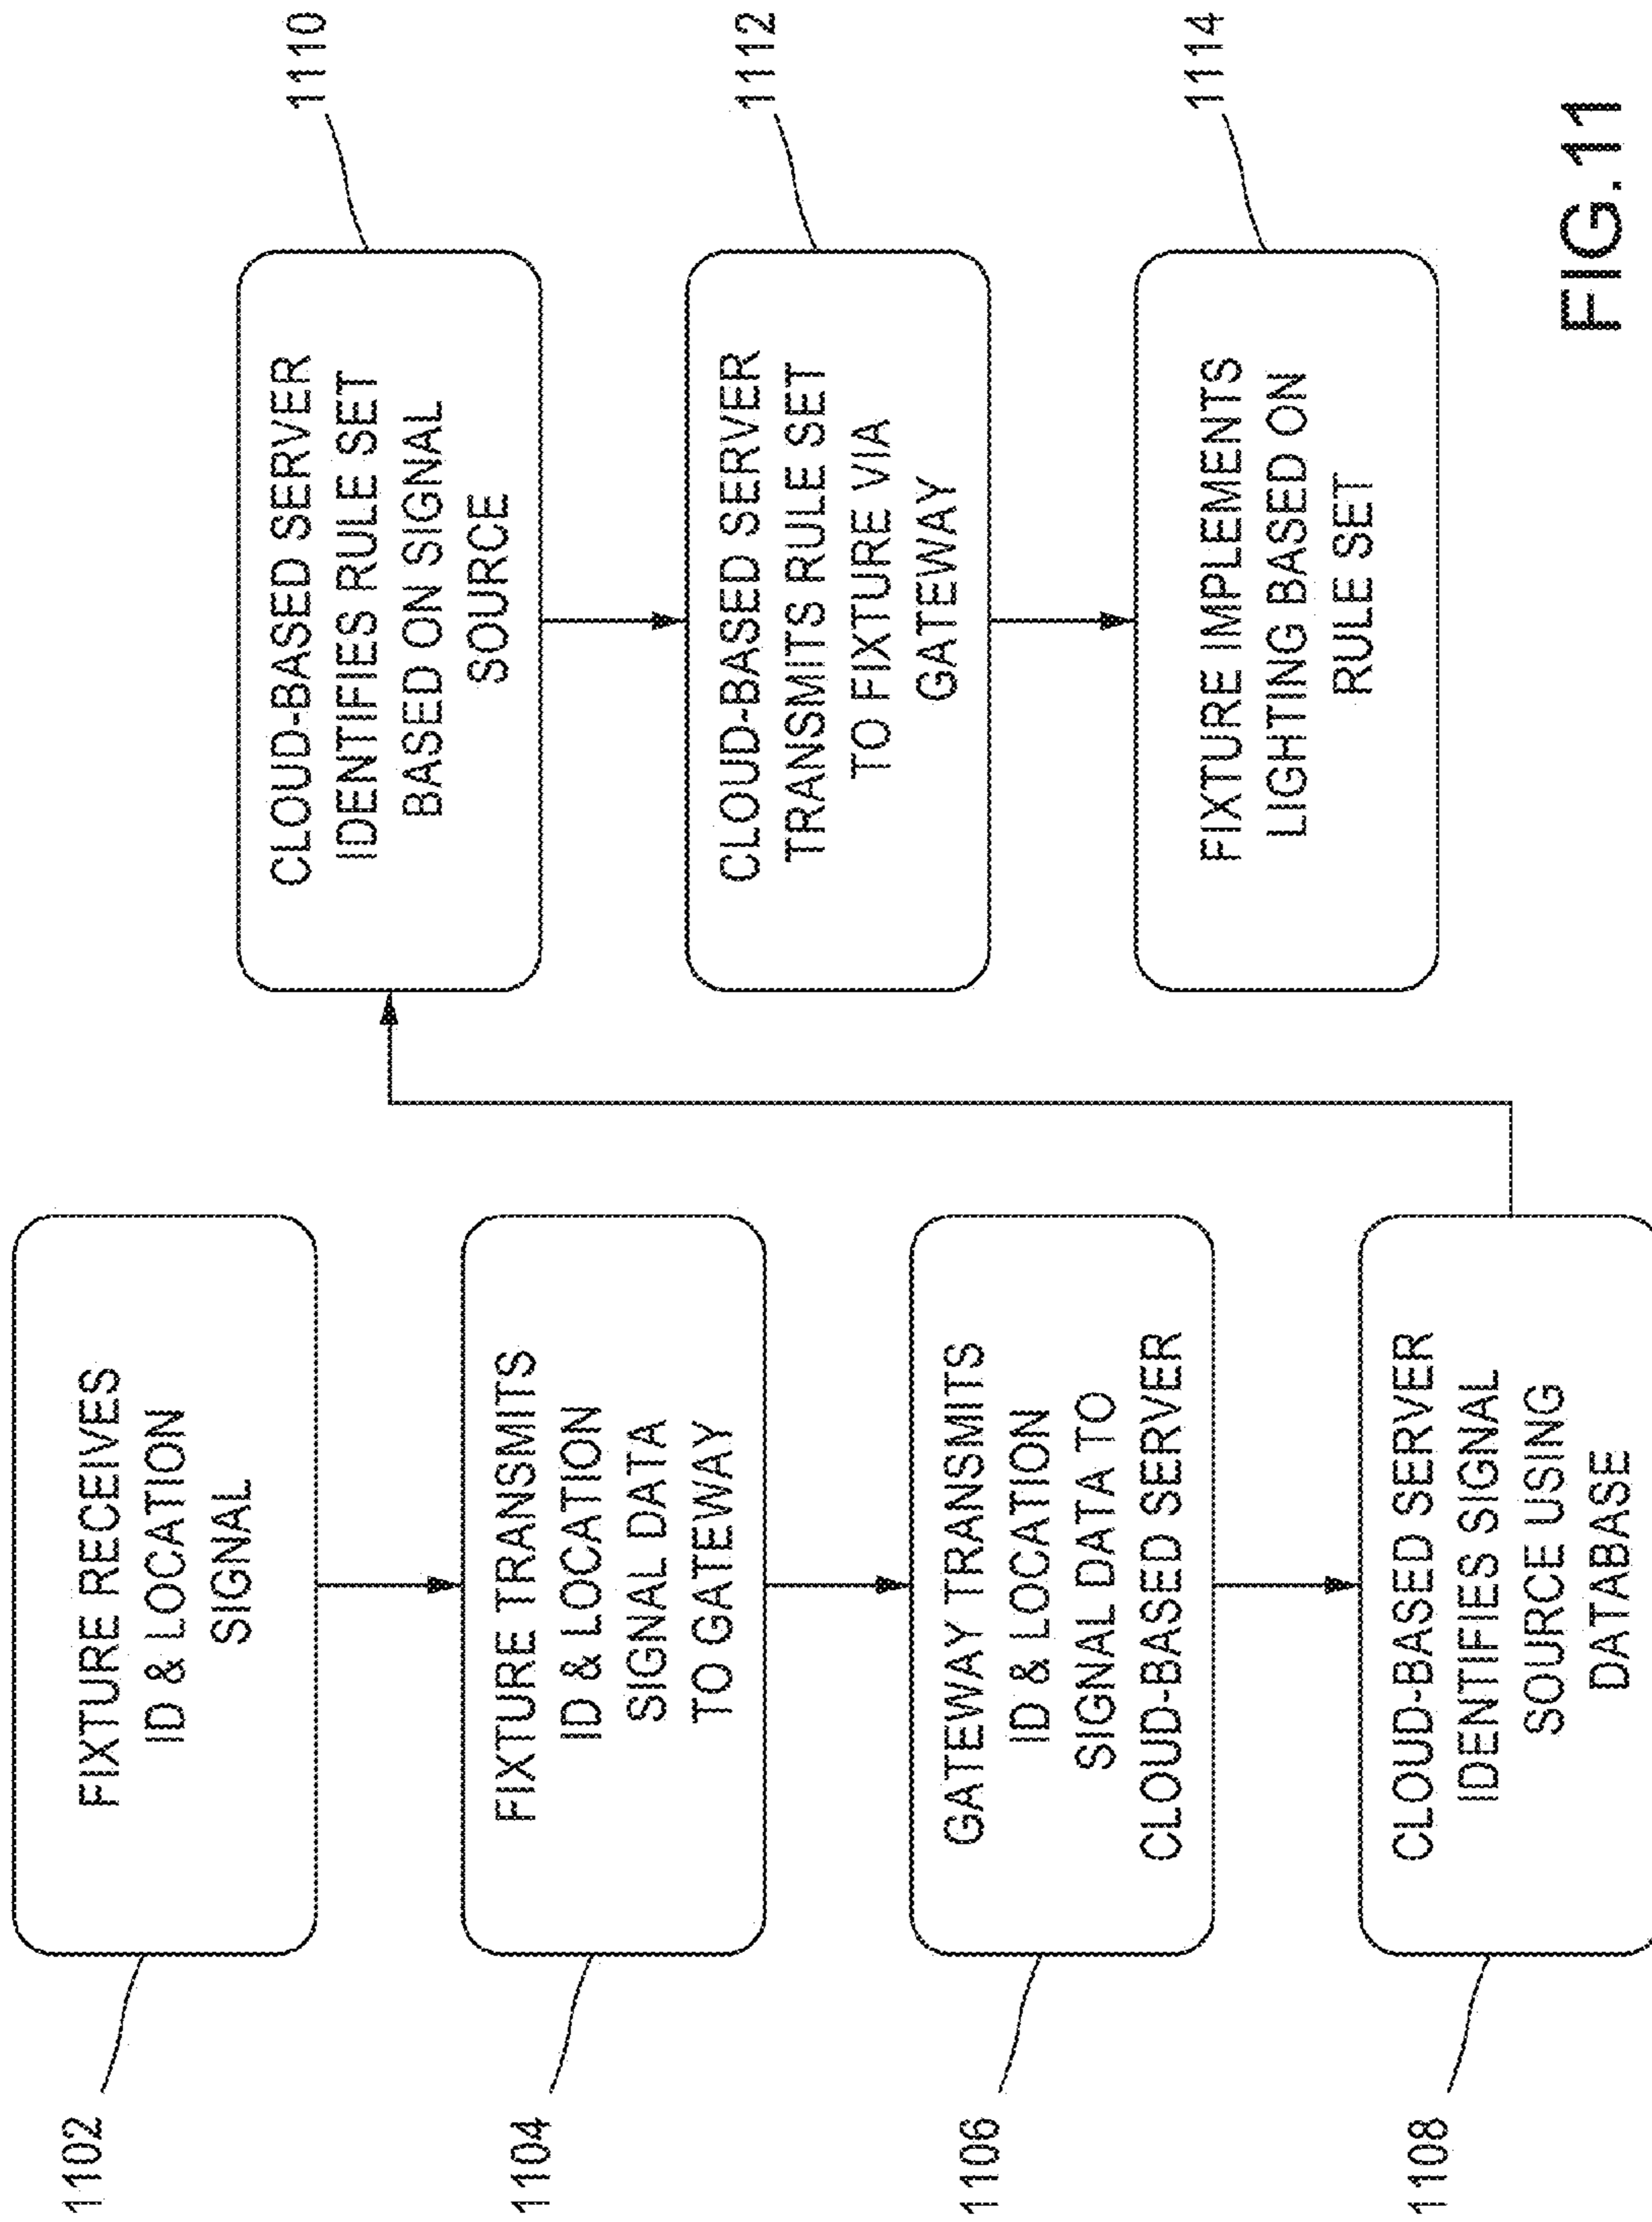 1102
FIXTURE RECEIVES
ID & LOCATION
SIGNAL
1104
FIXTURE TRANSMITS
ID & LOCATION
SIGNAL DATA
TO GATEWAY
1106
GATEWAY TRANSMITS
ID & LOCATION
SIGNAL DATA TO
CLOUD-BASED SERVER
1108
CLOUD-BASED SERVER
IDENTIFIES SIGNAL
SOURCE USING
DATABASE
1110
CLOUD-BASED SERVER
IDENTIFIES RULE SET
BASED ON SIGNAL
SOURCE
1112
CLOUD-BASED SERVER
TRANSMITS RULE SET
TO FIXTURE VIA
GATEWAY
1114
FIXTURE IMPLEMENTS
LIGHTING BASED ON
RULE SET
FIG.11